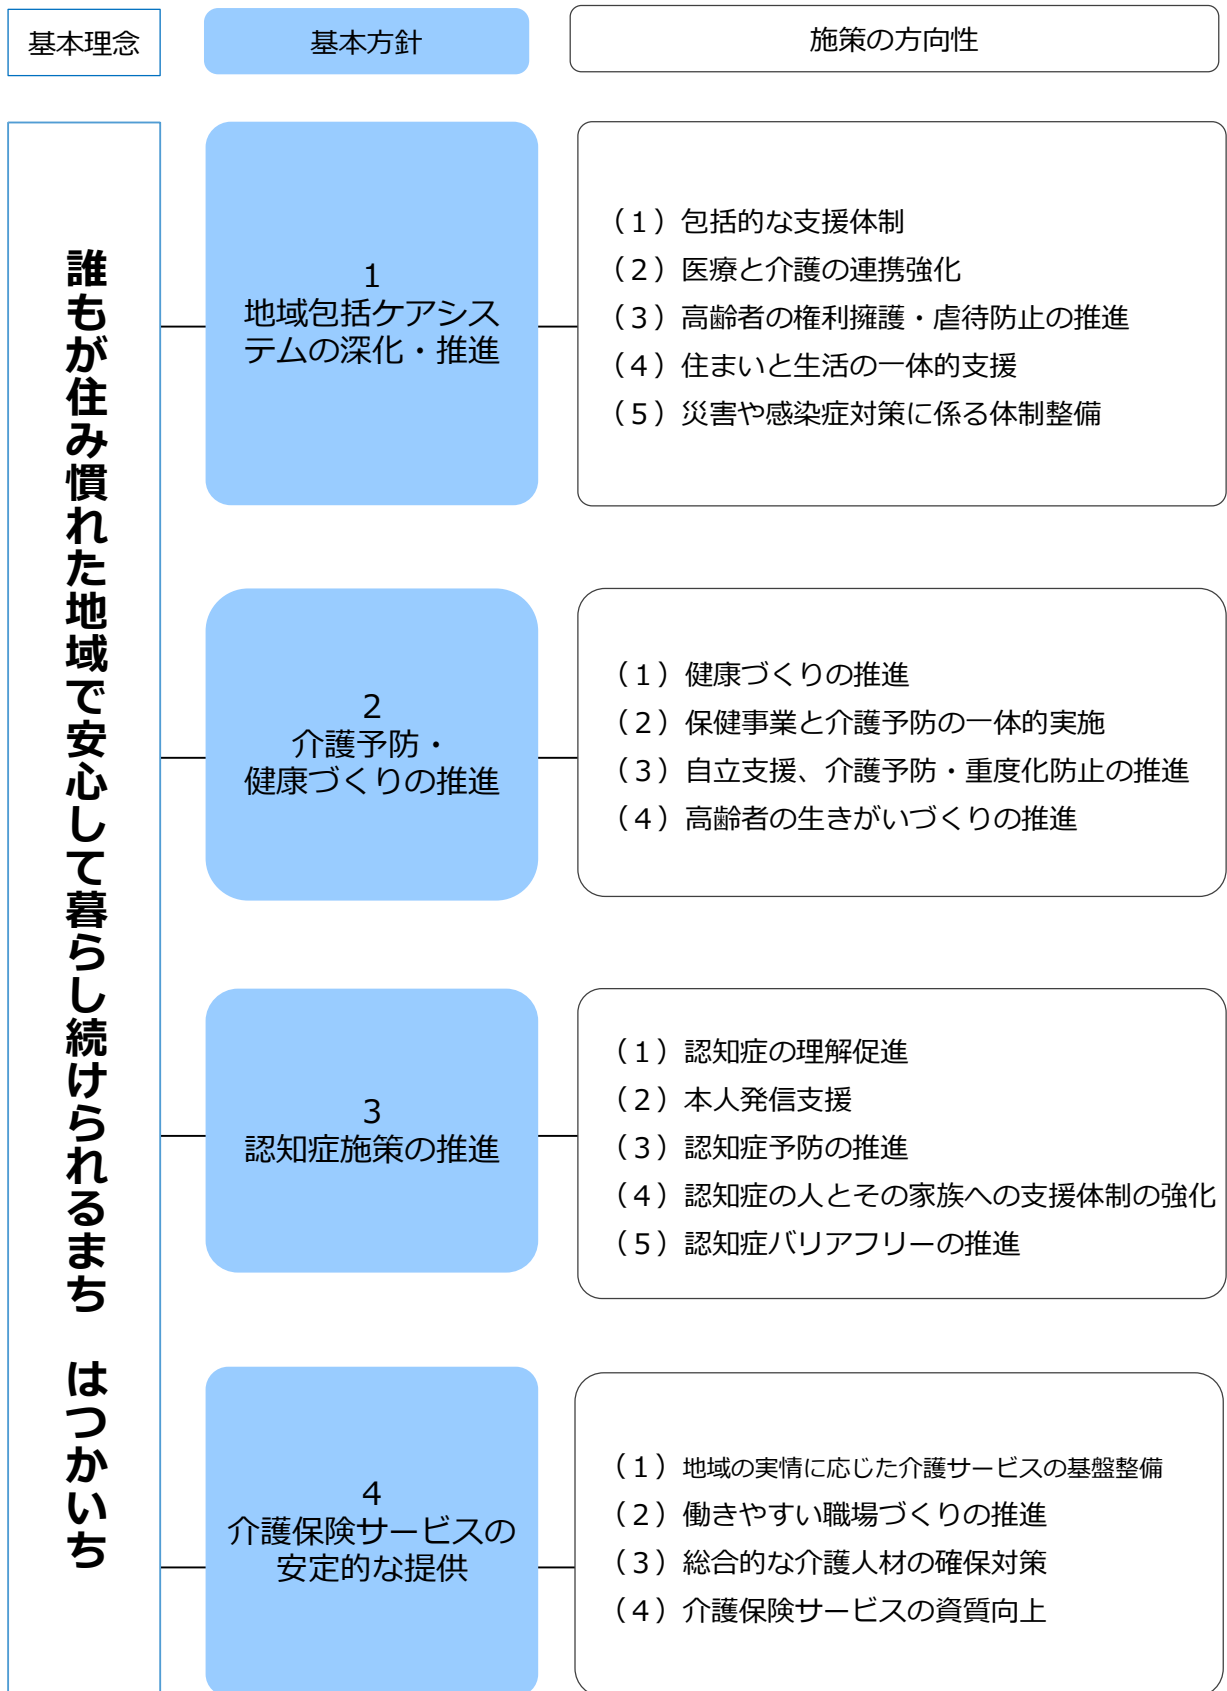 基本理念
基本方針
施策の方向性
誰もが住み慣れた地域で安心して暮らし続けられるまち　はつかいち
1
地域包括ケアシス
テムの深化・推進
（１）包括的な支援体制
（２）医療と介護の連携強化
（３）高齢者の権利擁護・虐待防止の推進
（４）住まいと生活の一体的支援
（５）災害や感染症対策に係る体制整備
2
介護予防・
健康づくりの推進
（１）健康づくりの推進
（２）保健事業と介護予防の一体的実施
（３）自立支援、介護予防・重度化防止の推進
（４）高齢者の生きがいづくりの推進
3
認知症施策の推進
（１）認知症の理解促進
（２）本人発信支援
（３）認知症予防の推進
（４）認知症の人とその家族への支援体制の強化
（５）認知症バリアフリーの推進
4
介護保険サービスの
安定的な提供
（１）地域の実情に応じた介護サービスの基盤整備
（２）働きやすい職場づくりの推進
（３）総合的な介護人材の確保対策
（４）介護保険サービスの資質向上